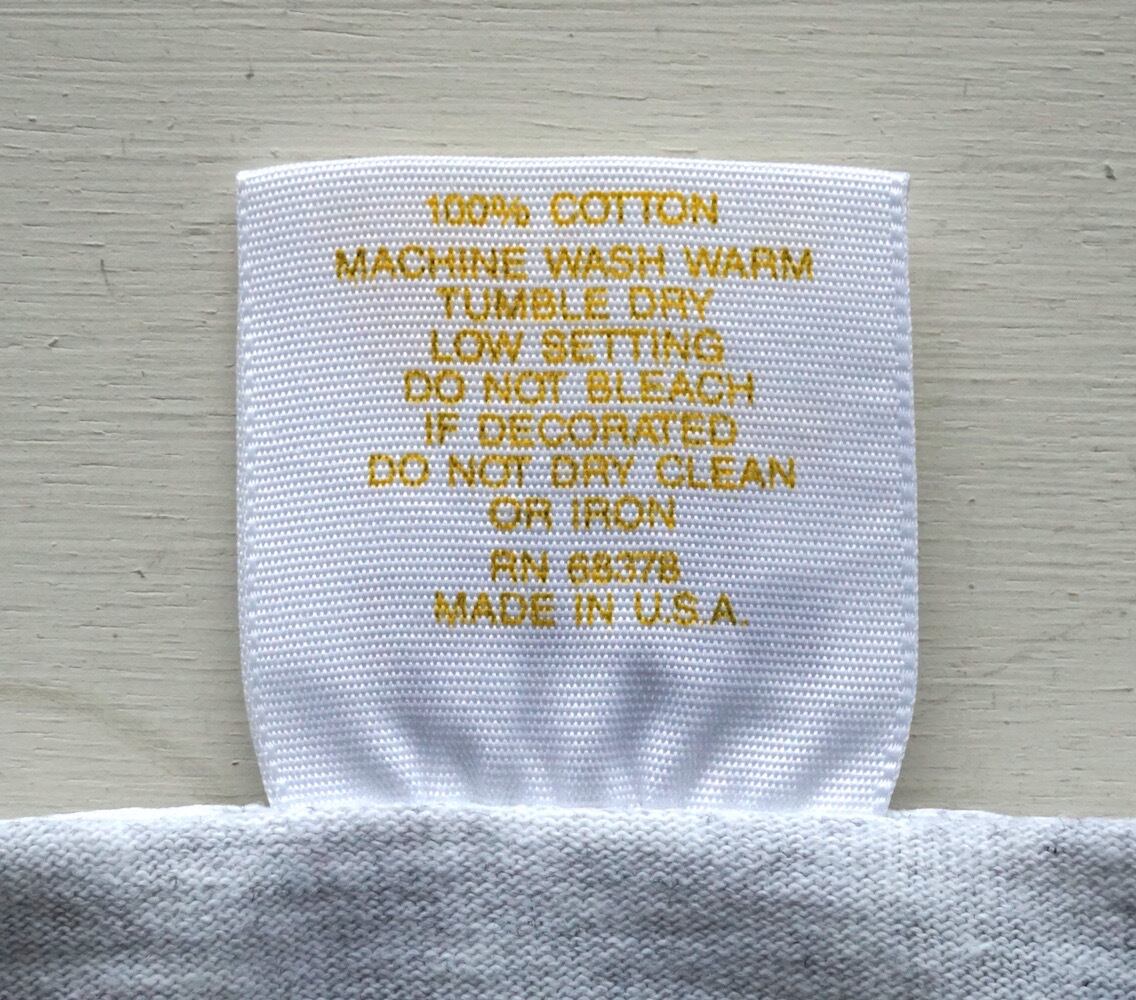 100% COTTON
MACHINE WASH WARM
TUMBLE DRY
LOW SETTING
DO NOT BLEACH
IF DECORATED
DO NOT DRY CLEAN
OR IRON
RN 68378
MADE IN U.S.A.